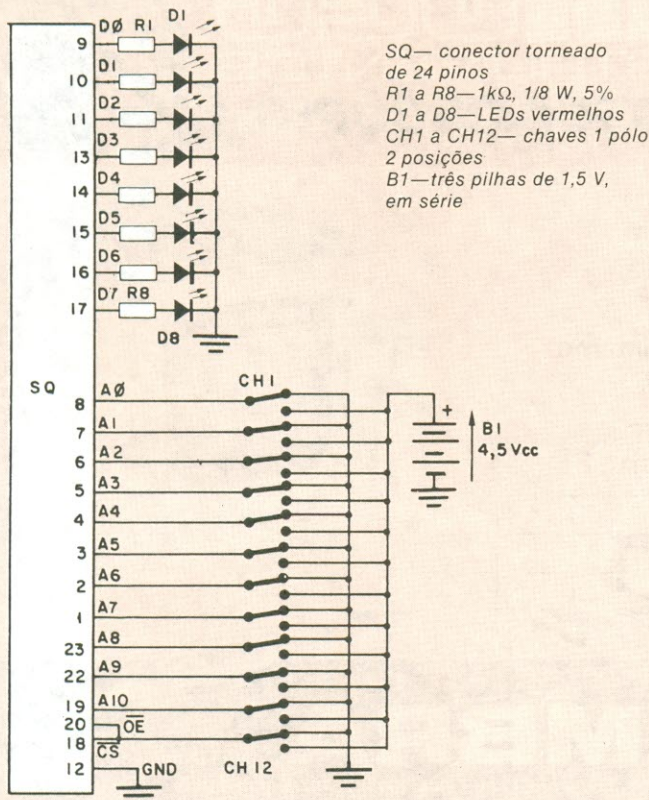 DØ R1 D1
9
D1
10
D2
11
D3
13
D4
14
D5
15
D6
16
D7 R8
17
D8
SQ— conector torneado
de 24 pinos
R1 a R8—1kΩ, 1/8 W, 5%
D1 a D8—LEDs vermelhos
CH1 a CH12— chaves 1 pólo
2 posições
B1—três pilhas de 1,5 V,
em série
SQ
CH1
AØ
8
A1
7
A2
6
A3
5
A4
4
A5
3
A6
2
A7
1
A8
23
A9
22
A10
19
20 OE
18
CS
12 GND
CH12
+
B1
4,5 Vcc